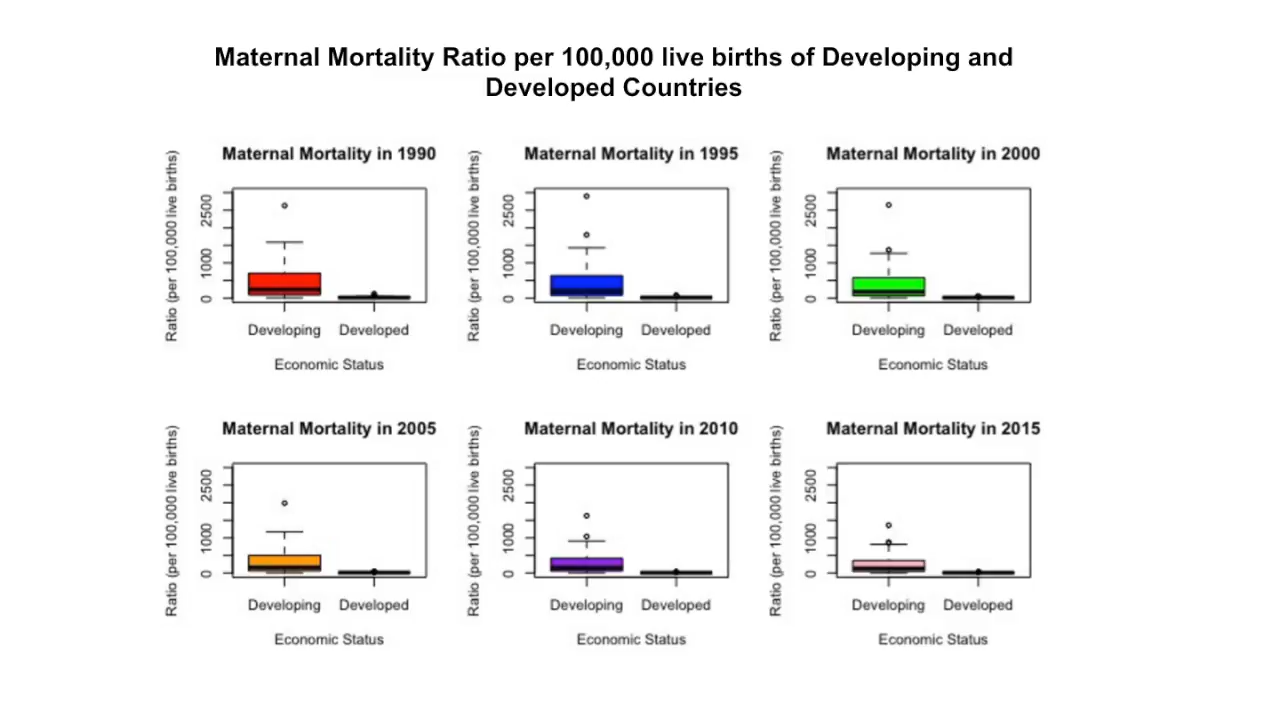 Maternal Mortality Ratio per 100,000 live births of Developing and
Developed Countries
Maternal Mortality in 1990
Ratio (per 100,000 live births)
2500
1000
0
Developing Developed
Economic Status
Maternal Mortality in 1995
Ratio (per 100,000 live births)
2500
1000
0
Developing Developed
Economic Status
Maternal Mortality in 2000
Ratio (per 100,000 live births)
2500
1000
0
Developing Developed
Economic Status
Maternal Mortality in 2005
Ratio (per 100,000 live births)
2500
1000
0
Developing Developed
Economic Status
Maternal Mortality in 2010
Ratio (per 100,000 live births)
2500
1000
0
Developing Developed
Economic Status
Maternal Mortality in 2015
Ratio (per 100,000 live births)
2500
1000
0
Developing Developed
Economic Status